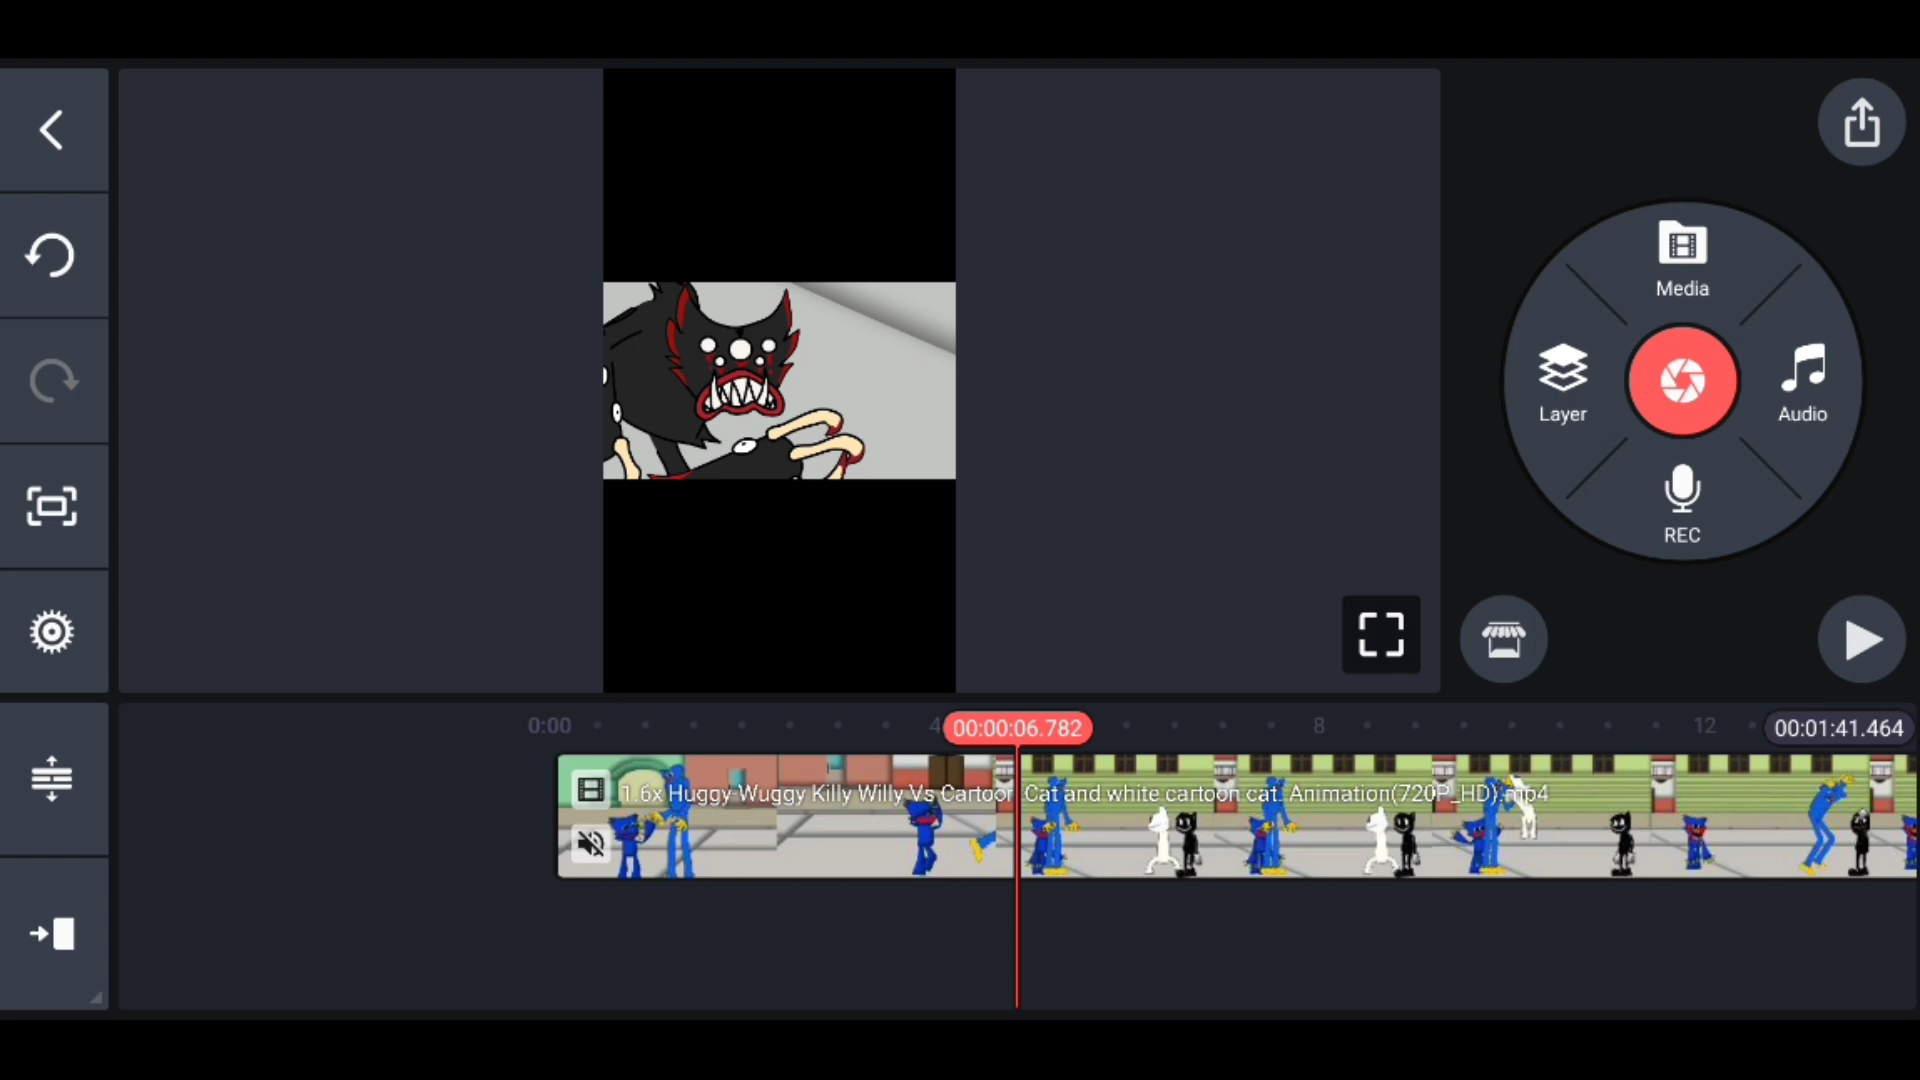 Media
Layer
Audio
REC
0:00
4
00:00:06.782
8
12
00:01:41.464
1.6x Huggy Wuggy Killy Willy Vs Cartoon Cat and white cartoon cat. Animation(720P_HD).mp4